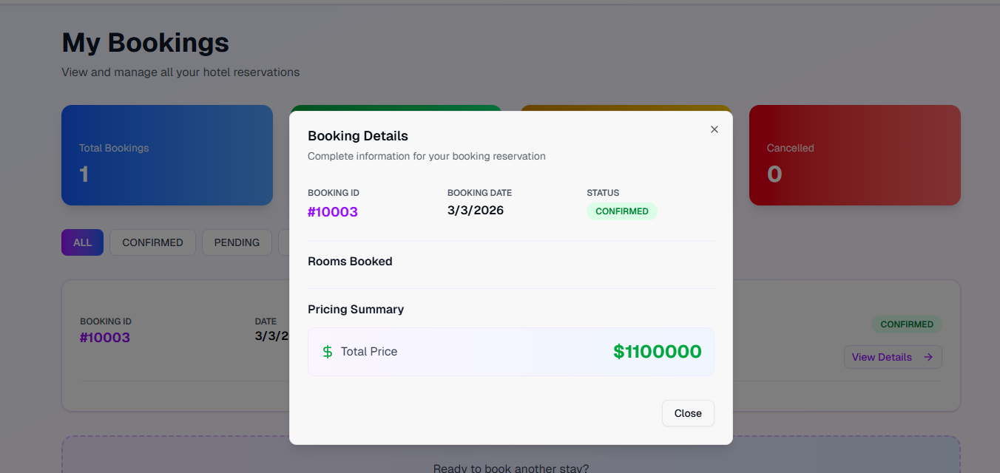 My Bookings
View and manage all your hotel reservations
Total Bookings
1
Cancelled
0
ALL
CONFIRMED
PENDING
BOOKING ID
#10003
DATE
3/3/2
CONFIRMED
View Details
Booking Details
Complete information for your booking reservation
BOOKING ID
BOOKING DATE
STATUS
#10003
3/3/2026
CONFIRMED
Rooms Booked
Pricing Summary
$ Total Price
$1100000
Close
Ready to book another stay?